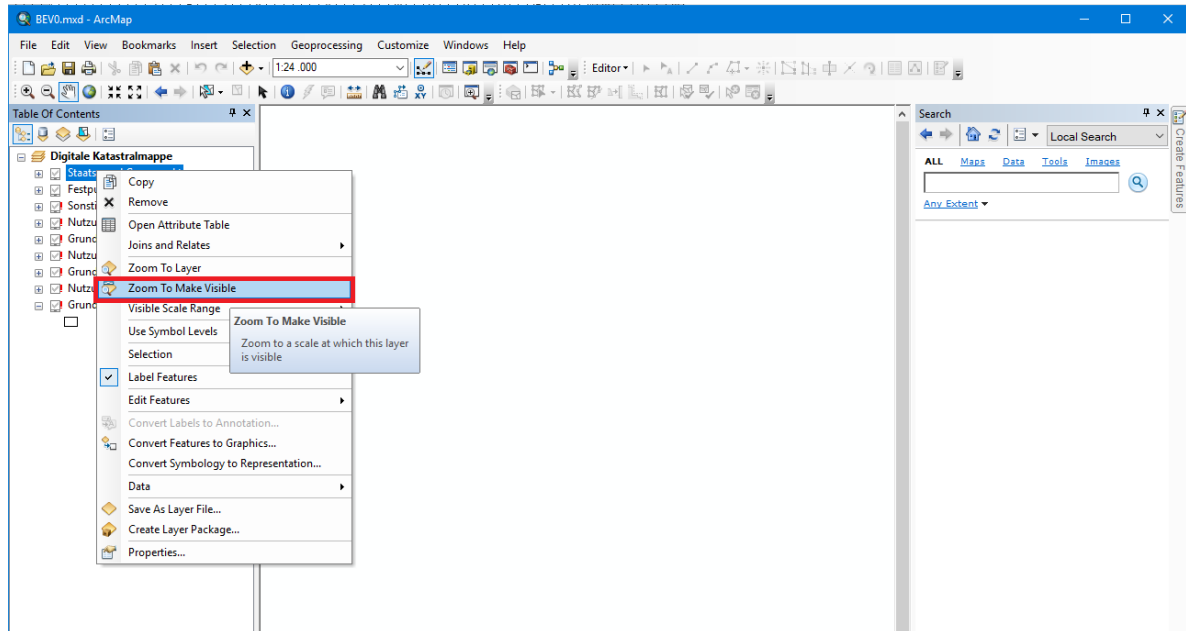 BEV0.mxd - ArcMap
File Edit View Bookmarks Insert Selection Geoprocessing Customize Windows Help
1:24 .000
Editor
Table Of Contents
Search
Local Search
Digitale Katastralmappe
ALL Maps Data Tools Images
Staats
Festpu
Sonsti
Nutzu
Grund
Nutzu
Grund
Nutzu
Grund
Any Extent
Create Features
Copy
Remove
Open Attribute Table
Joins and Relates
Zoom To Layer
Zoom To Make Visible
Visible Scale Range
Use Symbol Levels
Selection
Label Features
Edit Features
Convert Labels to Annotation...
Convert Features to Graphics...
Convert Symbology to Representation...
Data
Save As Layer File...
Create Layer Package...
Properties...
Zoom To Make Visible
Zoom to a scale at which this layer
is visible